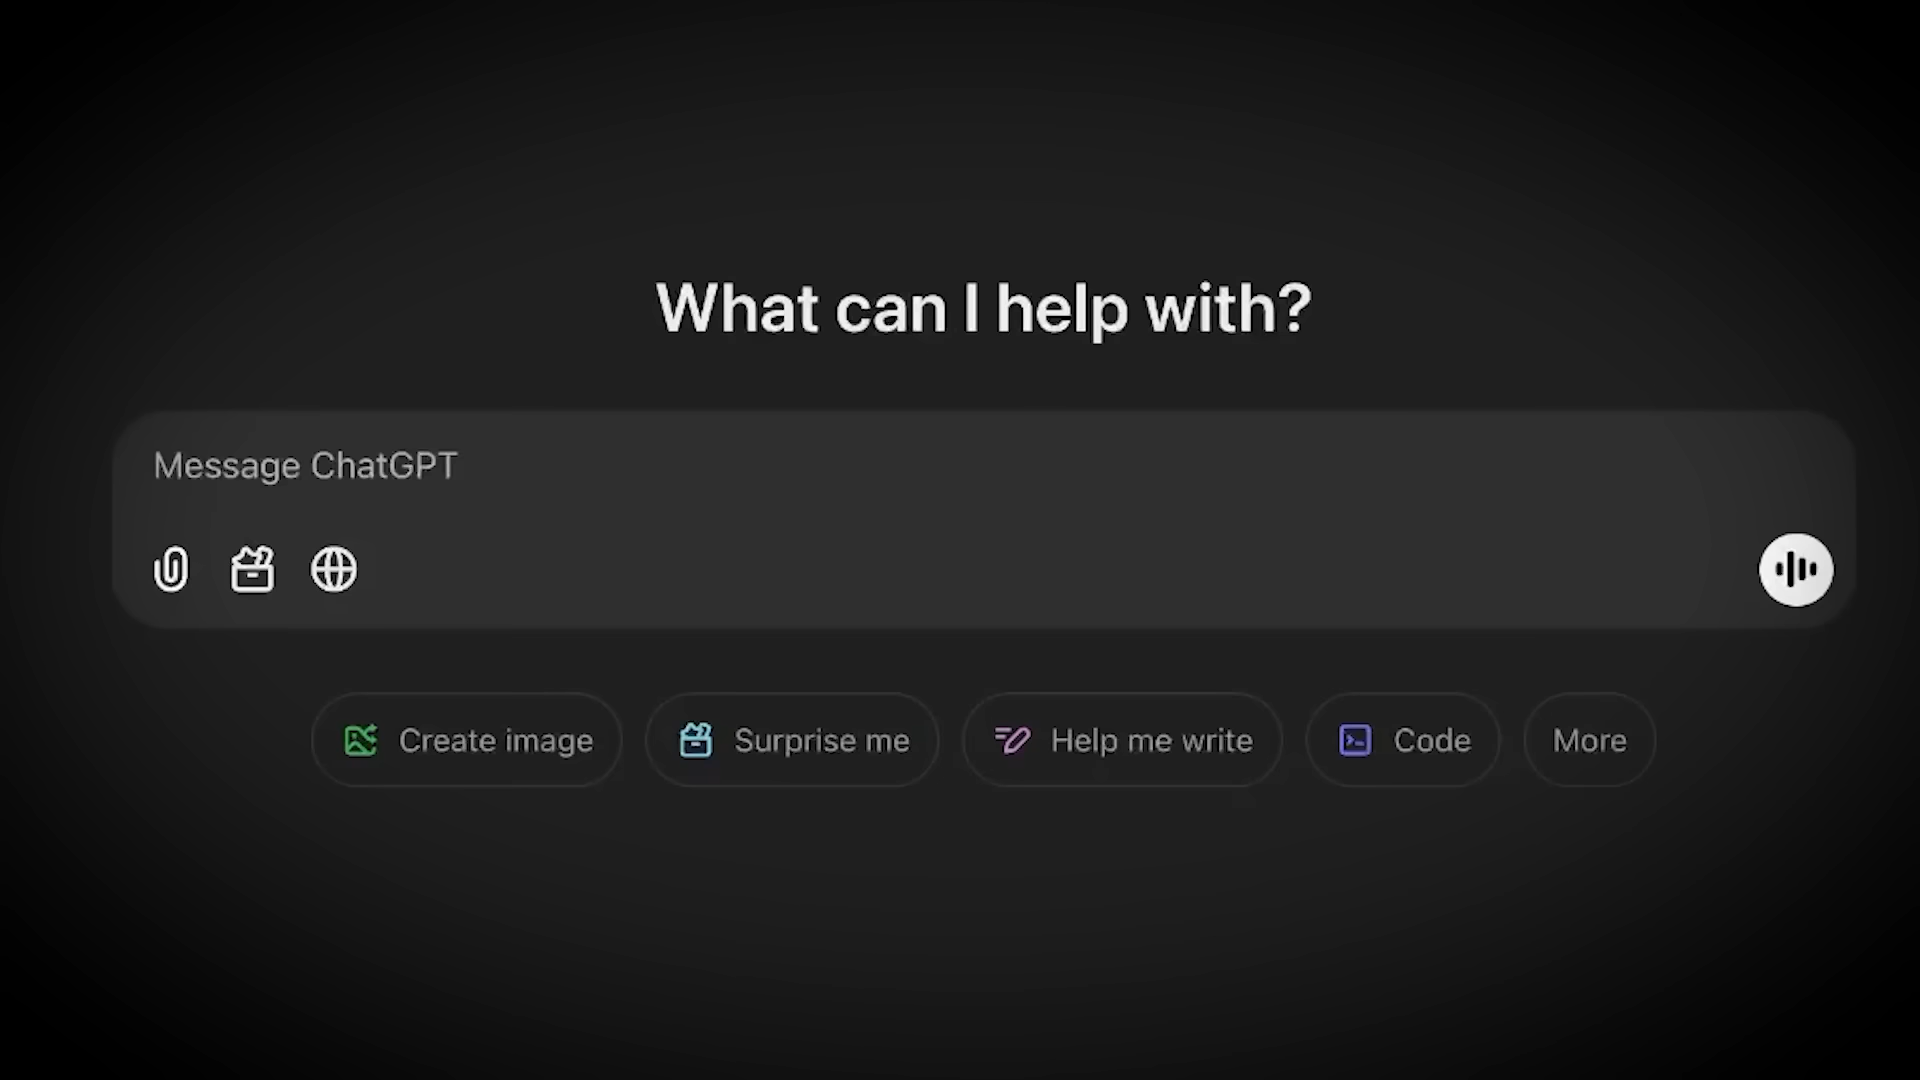 What can I help with?
Message ChatGPT
Create image
Surprise me
Help me write
Code
More